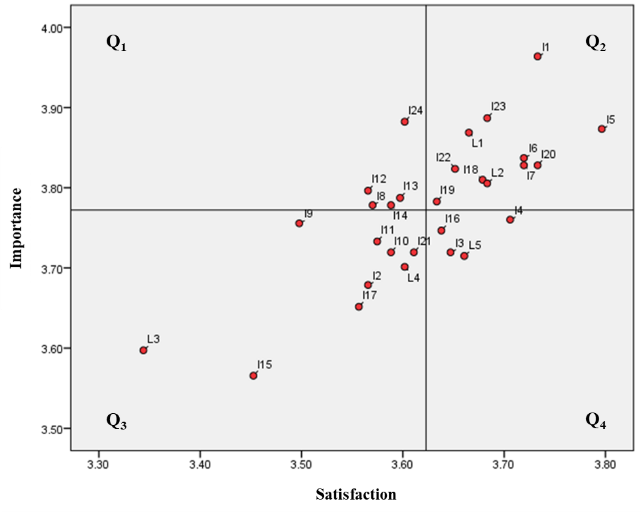 4.00
Q1
Q2
I1
3.90
I24
I23
I5
L1
I6
I20
I22
I18
L2
I7
I12
I13
3.80
I8
I19
I14
I4
I9
I16
I11
I10
I21
I3
L5
3.70
L4
I2
I17
3.60
L3
I15
3.50
Q3
Q4
3.30 3.40 3.50 3.60 3.70 3.80
Satisfaction
Importance